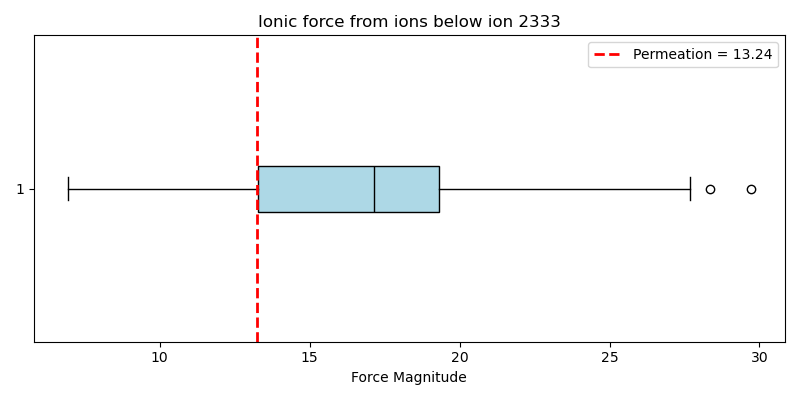 Ionic force from ions below ion 2333
Permeation = 13.24
1
10 15 20 25 30
Force Magnitude